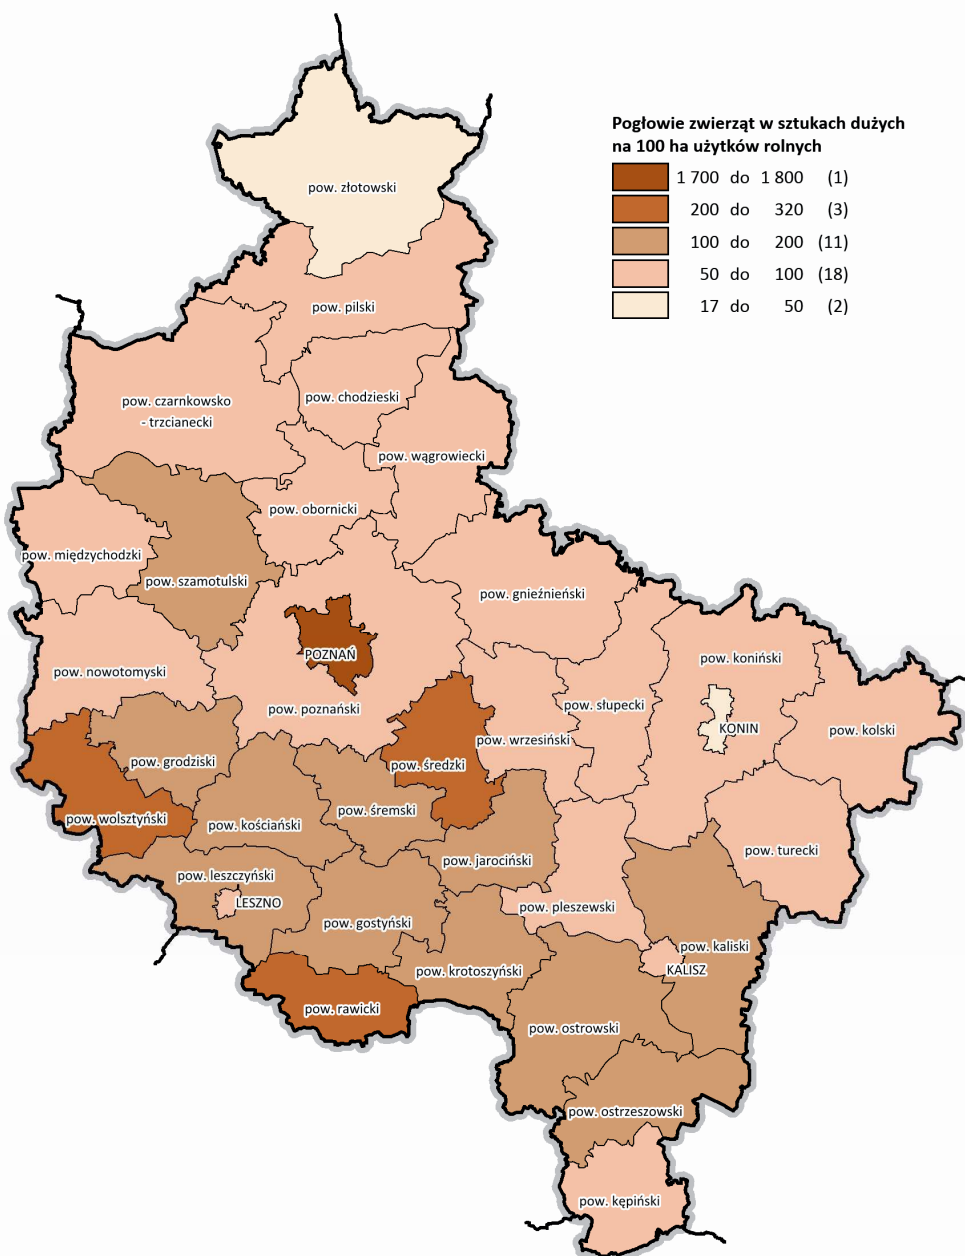 Pogłowie zwierząt w sztukach dużych
na 100 ha użytków rolnych
1 700 do 1 800 (1)
200 do 320 (3)
100 do 200 (11)
50 do 100 (18)
17 do 50 (2)
pow. złotowski
pow. pilski
pow. czarnkowsko
- trzcianecki
pow. chodzieski
pow. wągrowiecki
pow. obornicki
pow. międzychodzki
pow. szamotulski
pow. gnieźnieński
POZNAŃ
pow. koniński
pow. nowotomyski
pow. poznański
pow. słupecki
KONIN
pow. kolski
pow. wrzesiński
pow. grodziski
pow. średzki
pow. wolsztyński
pow. kościański
pow. śremski
pow. turecki
pow. jarociński
pow. leszczyński
LESZNO
pow. pleszewski
pow. gostyński
pow. kaliski
KALISZ
pow. krotoszyński
pow. rawicki
pow. ostrowski
pow. ostrzeszowski
pow. kępiński